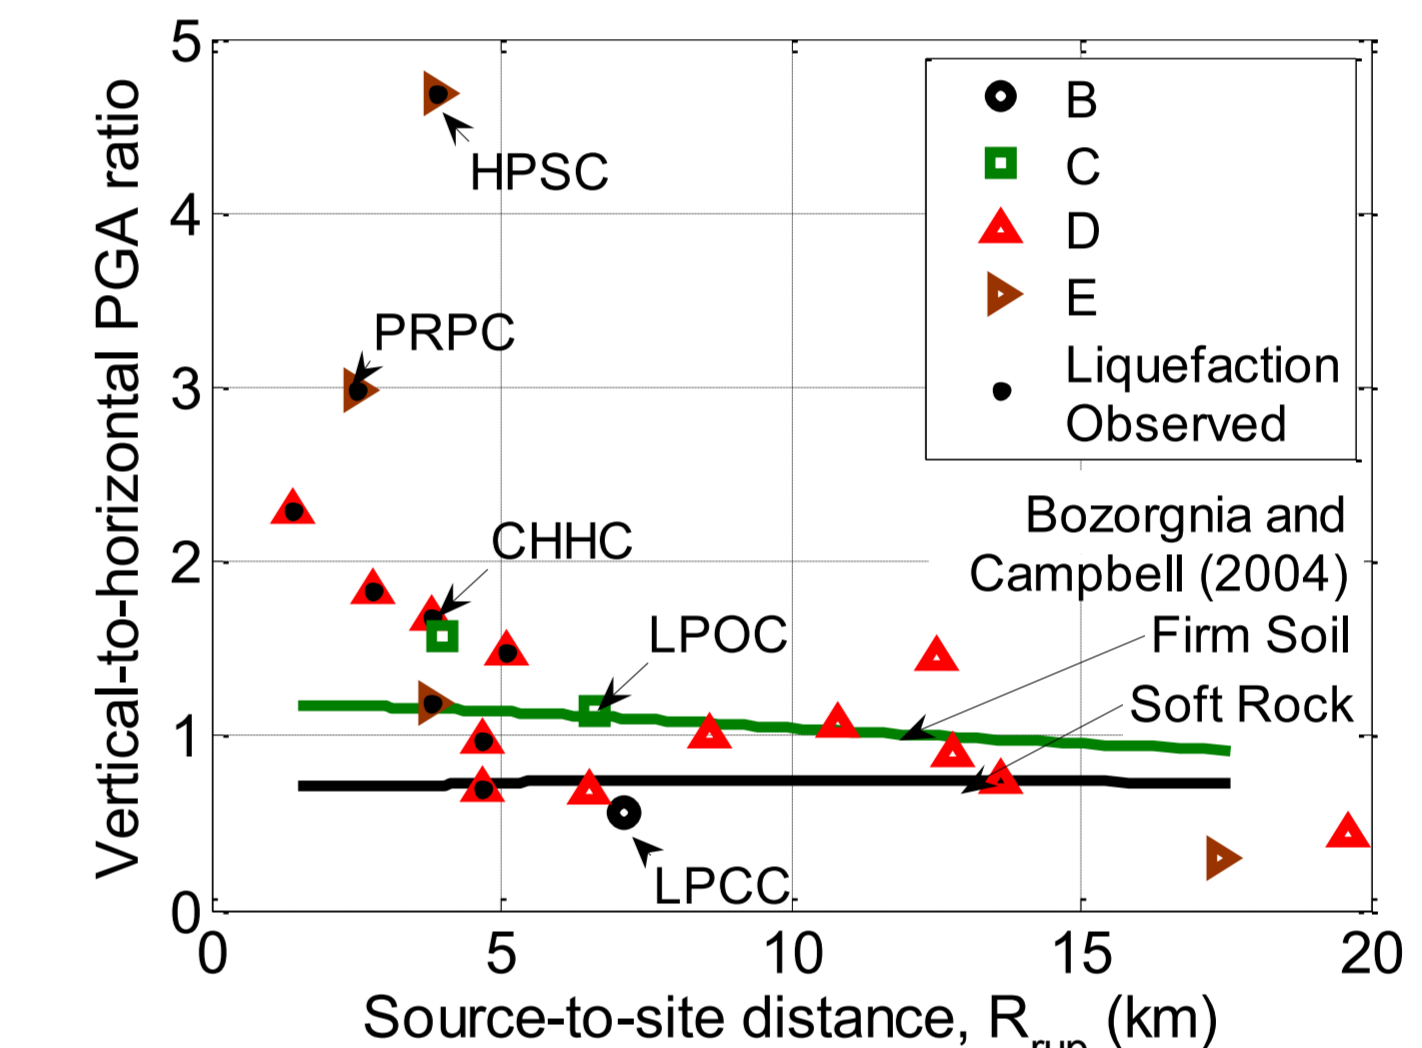 Vertical-to-horizontal PGA ratio
5
4
3
2
1
0
0
5
10
15
20
Source-to-site distance, Rrup (km)
HPSC
PRPC
CHHC
LPOC
LPCC
B
C
D
E
Liquefaction
Observed
Bozorgnia and
Campbell (2004)
Firm Soil
Soft Rock